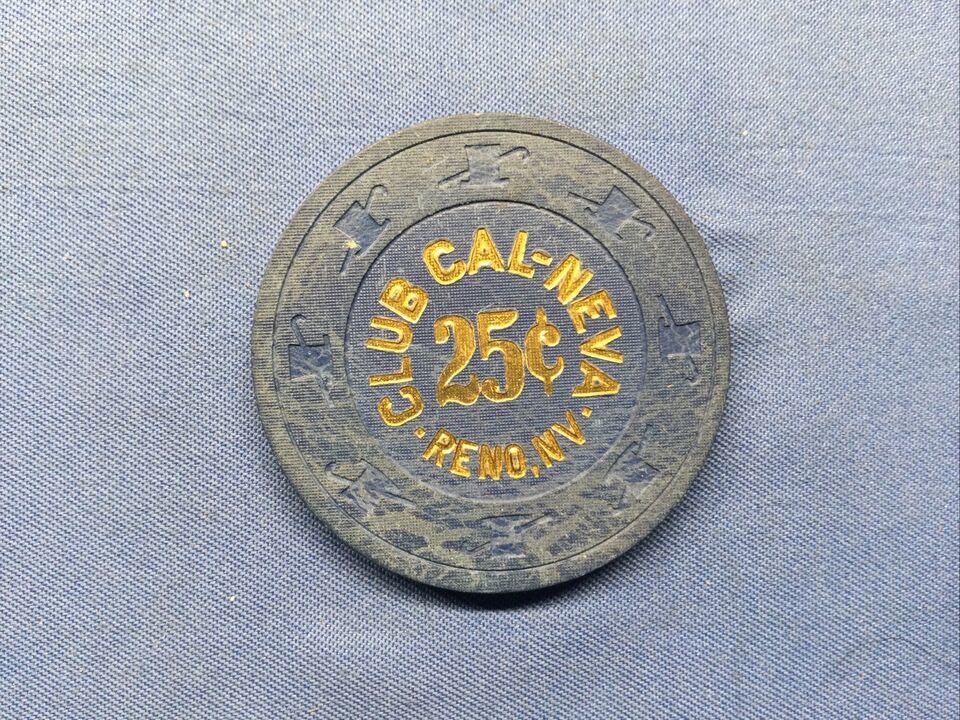 CLUB CAL-NEVA
25¢
· RENO, NV ·